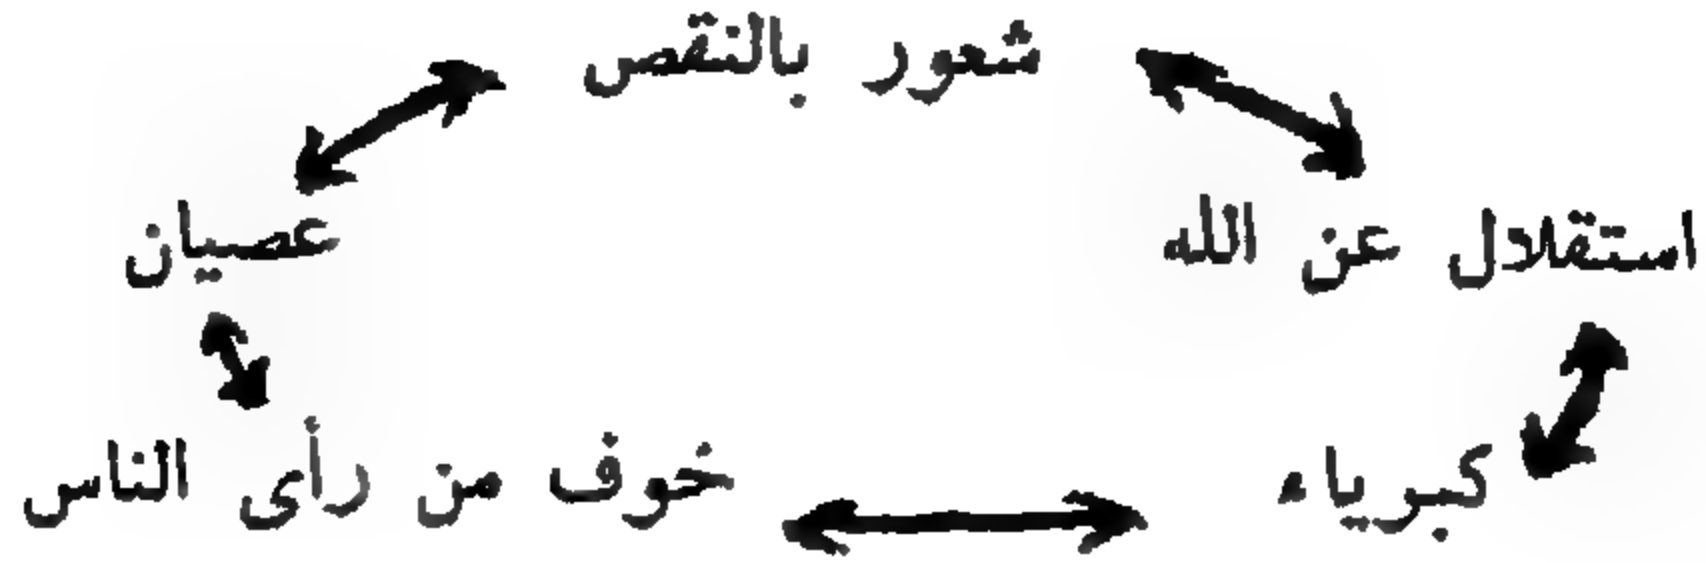 شعور بالنقص
استقلال عن الله
عصيان
كبرياء
خوف من رأى الناس